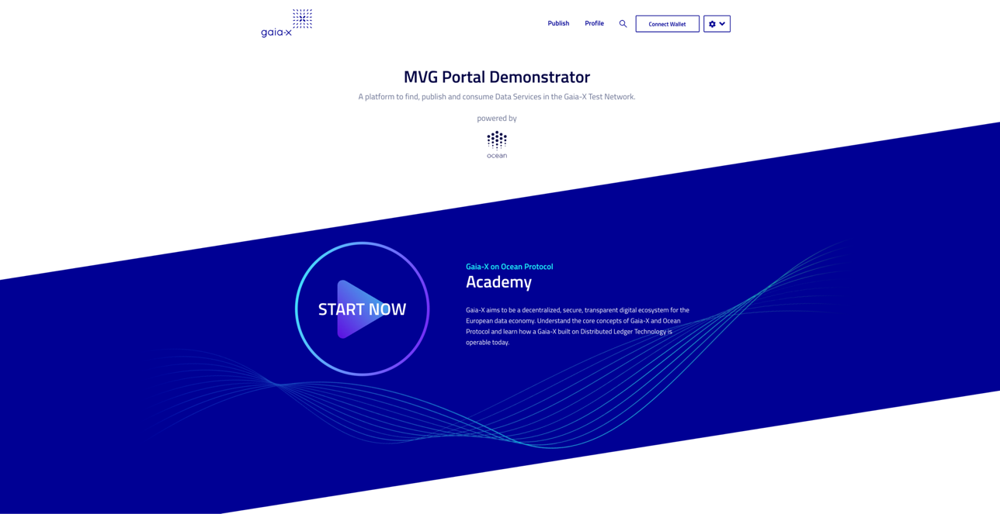 gaia-x
Publish
Profile
Connect Wallet
MVG Portal Demonstrator
A platform to find, publish and consume Data Services in the Gaia-X Test Network.
powered by
ocean
START NOW
Gaia-X on Ocean Protocol
Academy
Gaia-X aims to be a decentralized, secure, transparent digital ecosystem for the
European data economy. Understand the core concepts of Gaia-X and Ocean
Protocol and learn how a Gaia-X built on Distributed Ledger Technology is
operable today.